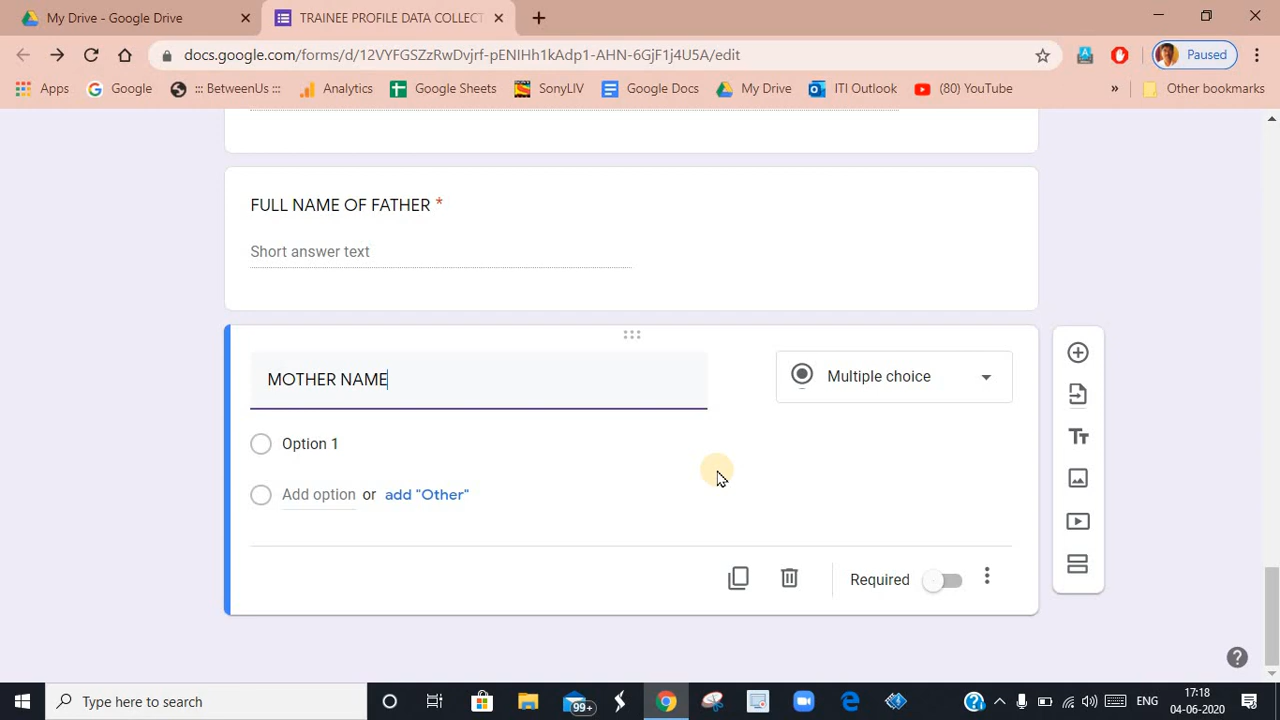 My Drive - Google Drive
TRAINEE PROFILE DATA COLLECT
docs.google.com/forms/d/12VYFGSZzRwDvjrf-pENIHh1kAdp1-AHN-6GjF1j4U5A/edit
Paused
Apps
Google
::: BetweenUs :::
Analytics
Google Sheets
SonyLIV
Google Docs
My Drive
ITI Outlook
(80) YouTube
»
Other bookmarks
FULL NAME OF FATHER *
Short answer text
MOTHER NAME
Multiple choice
Option 1
Add option or add "Other"
Required
Type here to search
99+
ENG
17:18
04-06-2020